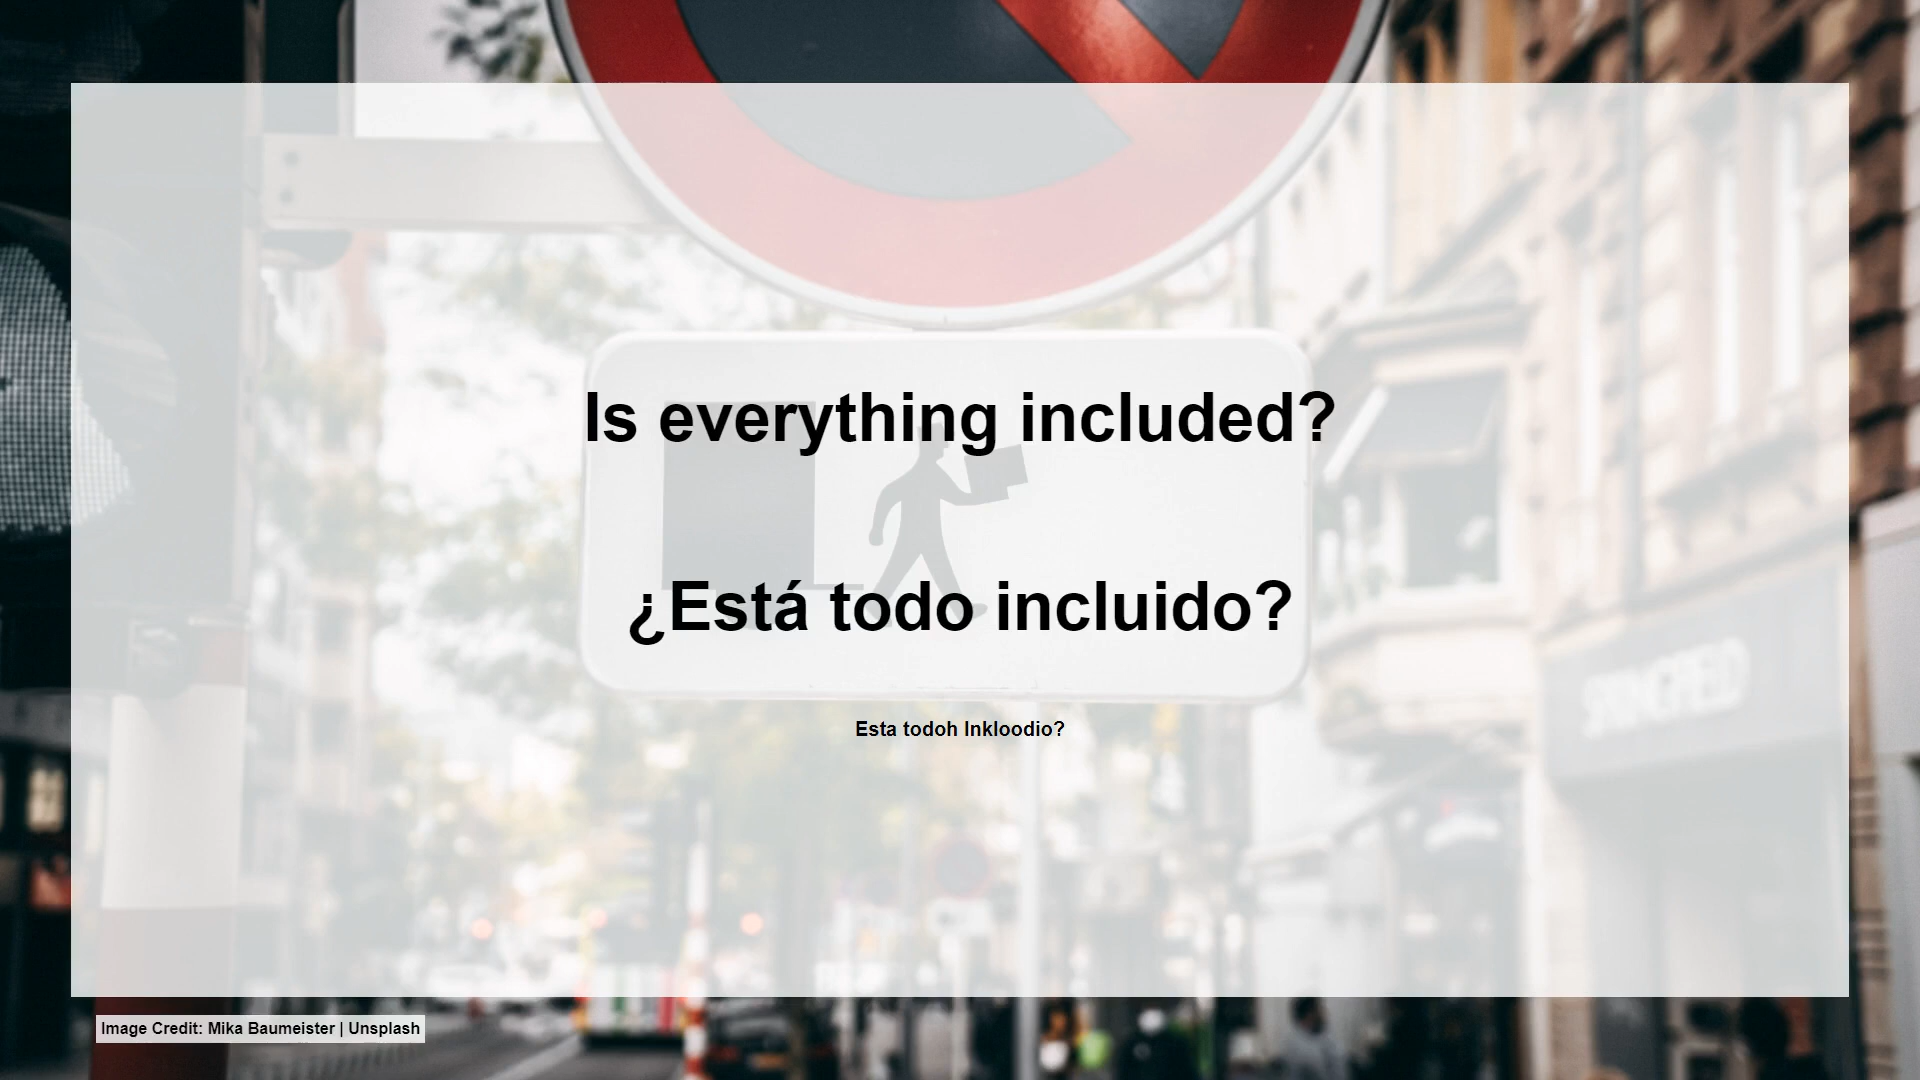 Is everything included?
¿Está todo incluido?
Esta todoh Inkloodio?
Image Credit: Mika Baumeister | Unsplash